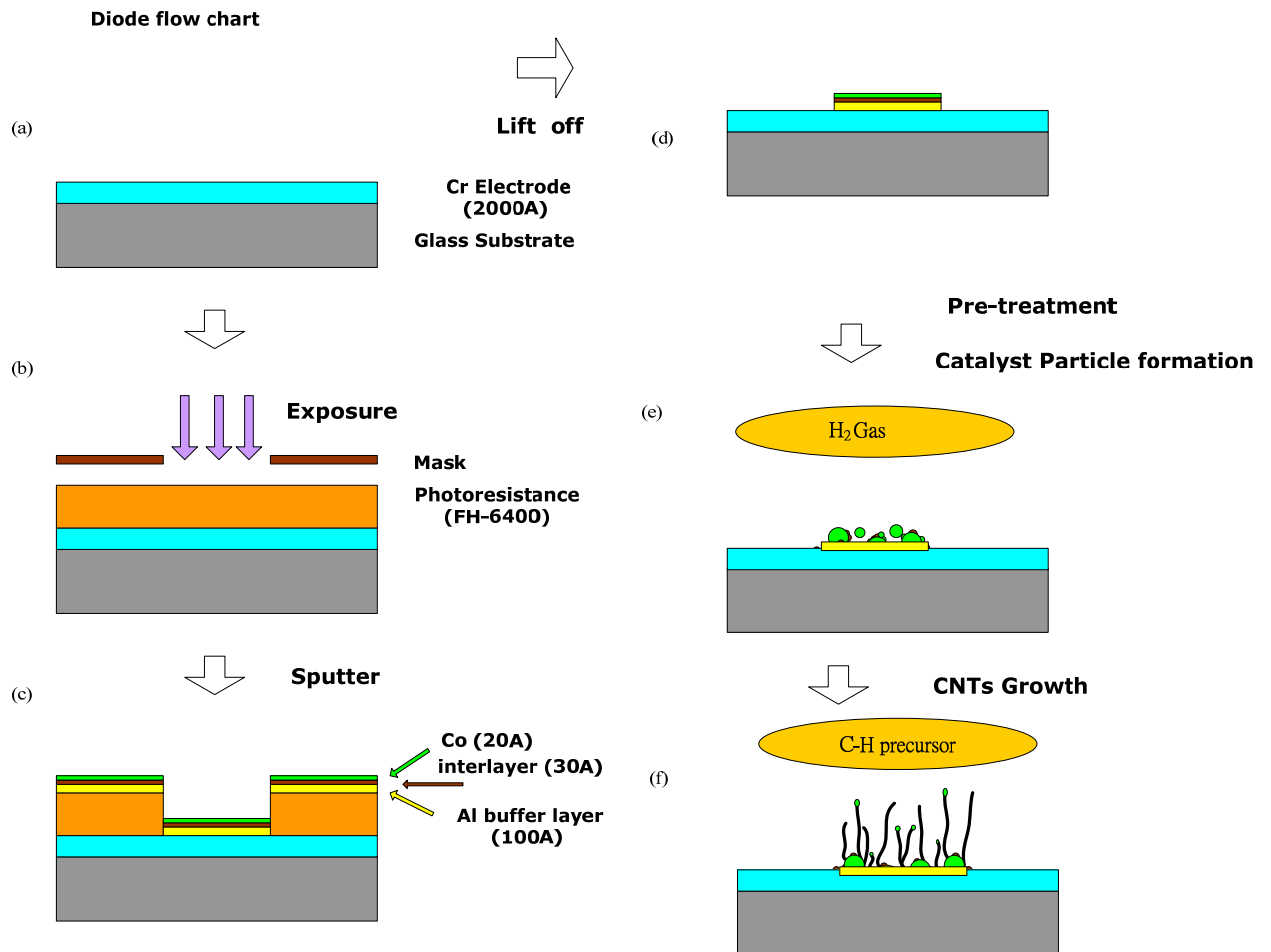 Diode flow chart
(a)
Cr Electrode
(2000A)
Glass Substrate
(b)
Exposure
Mask
Photoresistance
(FH-6400)
Sputter
(c)
Co (20A)
interlayer (30A)
Al buffer layer
(100A)
Lift off
(d)
Pre-treatment
Catalyst Particle formation
(e)
H₂ Gas
CNTs Growth
C-H precursor
(f)